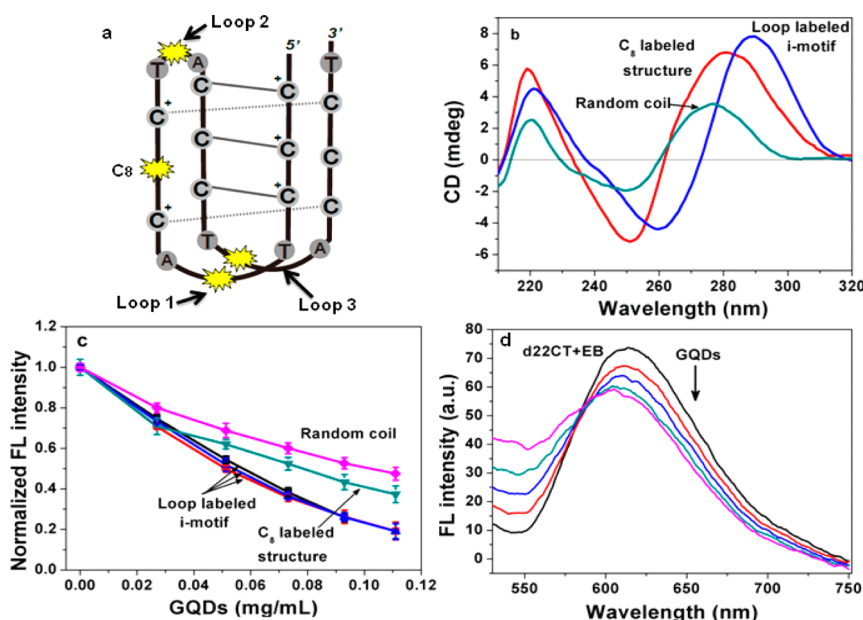 a
Loop 2
5'
3'
T
A
T
C
C
C
C
C
C
C
C8
C
C
C
C
C
C
T
A
T
A
Loop 1
Loop 3
+
+
+
+
b
C8 labeled
structure
Loop labeled
i-motif
Random coil
CD (mdeg)
8
6
4
2
0
-2
-4
-6
220
240
260
280
300
320
Wavelength (nm)
c
Random coil
Loop labeled
i-motif
C8 labeled
structure
Normalized FL intensity
1.2
1.0
0.8
0.6
0.4
0.2
0.0
0.00
0.02
0.04
0.06
0.08
0.10
0.12
GQDs (mg/mL)
d
d22CT+EB
GQDs
FL intensity (a.u.)
80
70
60
50
40
30
20
10
0
550
600
650
700
750
Wavelength (nm)